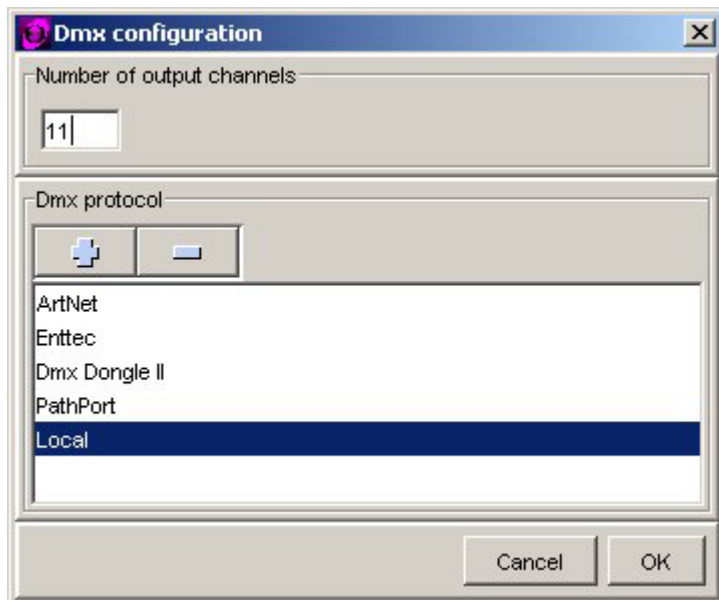 Dmx configuration
Number of output channels
11
Dmx protocol
ArtNet
Enttec
Dmx Dongle II
PathPort
Local
Cancel OK